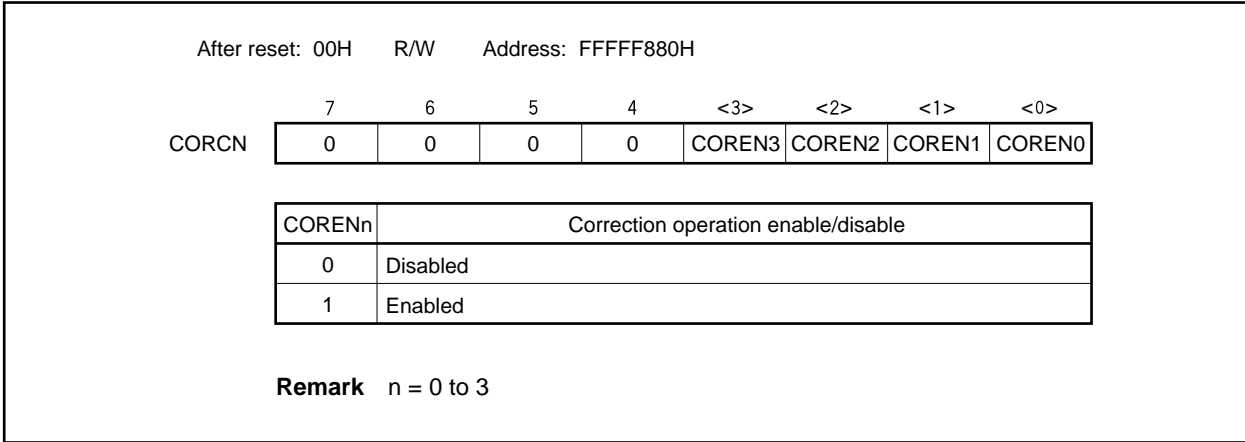 After reset: 00H R/W Address: FFFFF880H
7 6 5 4 <3> <2> <1> <0>
CORCN 0 0 0 0 COREN3 COREN2 COREN1 COREN0
CORENn Correction operation enable/disable
0 Disabled
1 Enabled
Remark n = 0 to 3